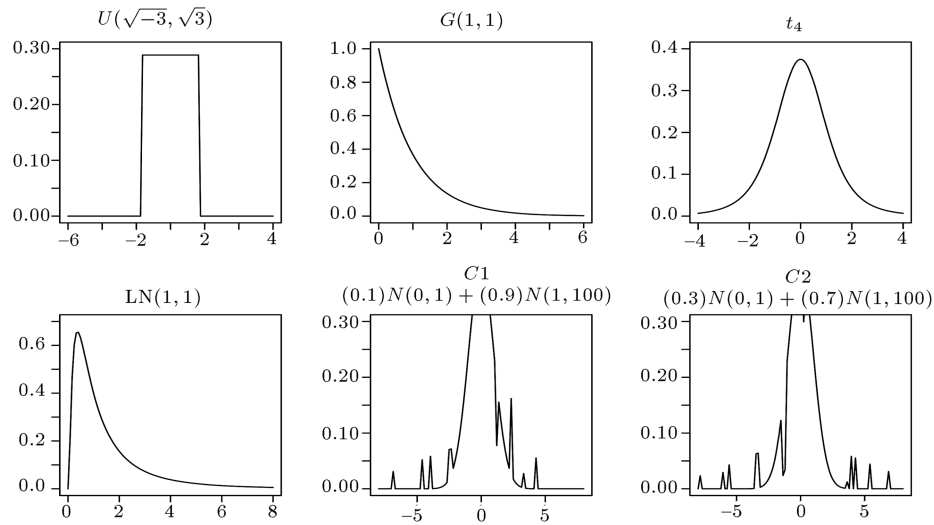 U(√−3, √3)
G(1, 1)
t₄
0.30
0.20
0.10
0.00
−6 −2 2 4
1.0
0.8
0.6
0.4
0.2
0.0
0 2 4 6
0.4
0.3
0.2
0.1
0.0
−4 −2 0 2 4
LN(1, 1)
C1
(0.1)N(0, 1) + (0.9)N(1, 100)
C2
(0.3)N(0, 1) + (0.7)N(1, 100)
0.6
0.4
0.2
0.0
0 2 4 6 8
0.30
0.20
0.10
0.00
−5 0 5
0.30
0.20
0.10
0.00
−5 0 5